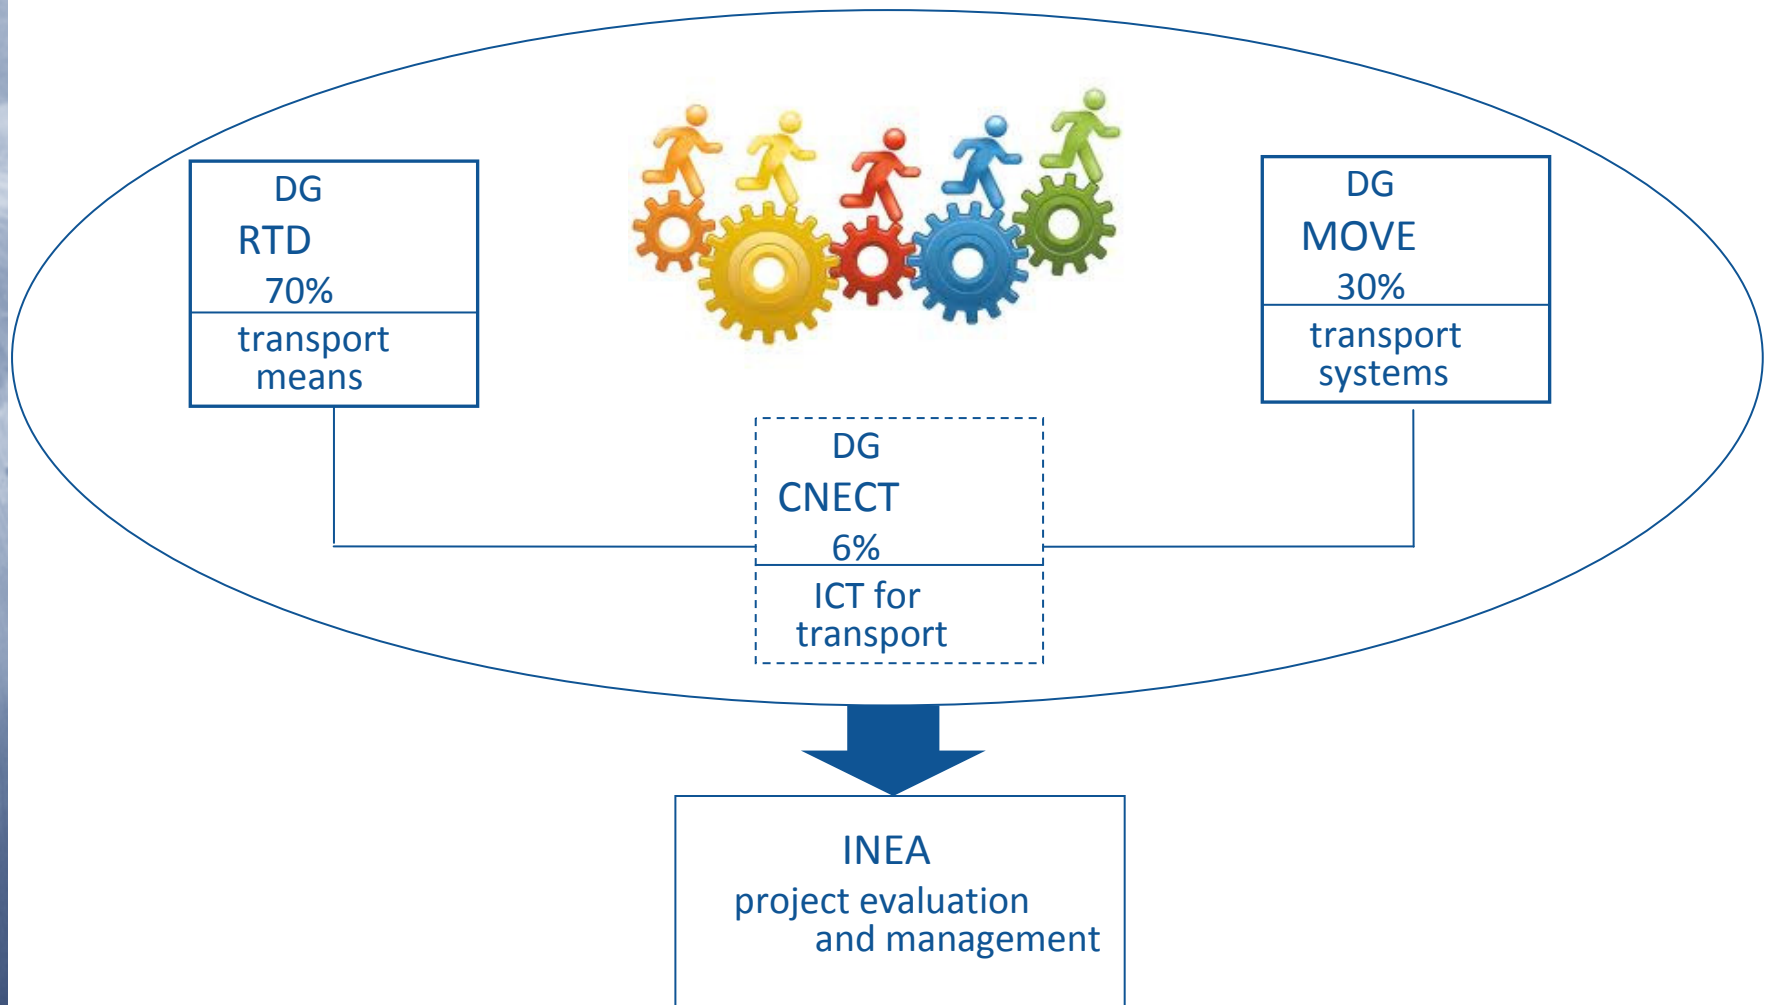 DG
RTD
70%
transport
means
DG
MOVE
30%
transport
systems
DG
CNECT
6%
ICT for
transport
INEA
project evaluation
and management